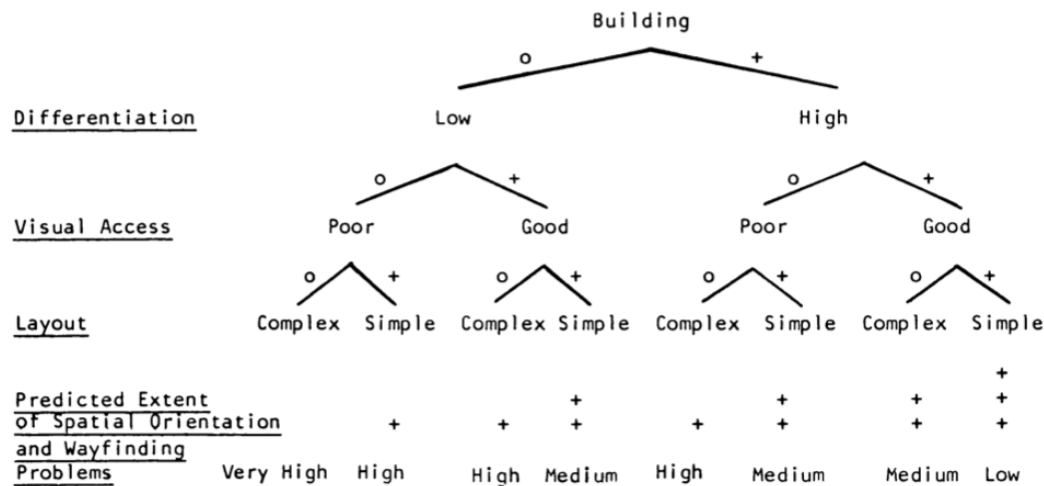 Building
o +
Differentiation Low High
o + o +
Visual Access Poor Good Poor Good
o + o + o + o +
Layout Complex Simple Complex Simple Complex Simple Complex Simple
+
Predicted Extent + + + +
of Spatial Orientation + + + + + + +
and Wayfinding
Problems Very High High High Medium High Medium Medium Low